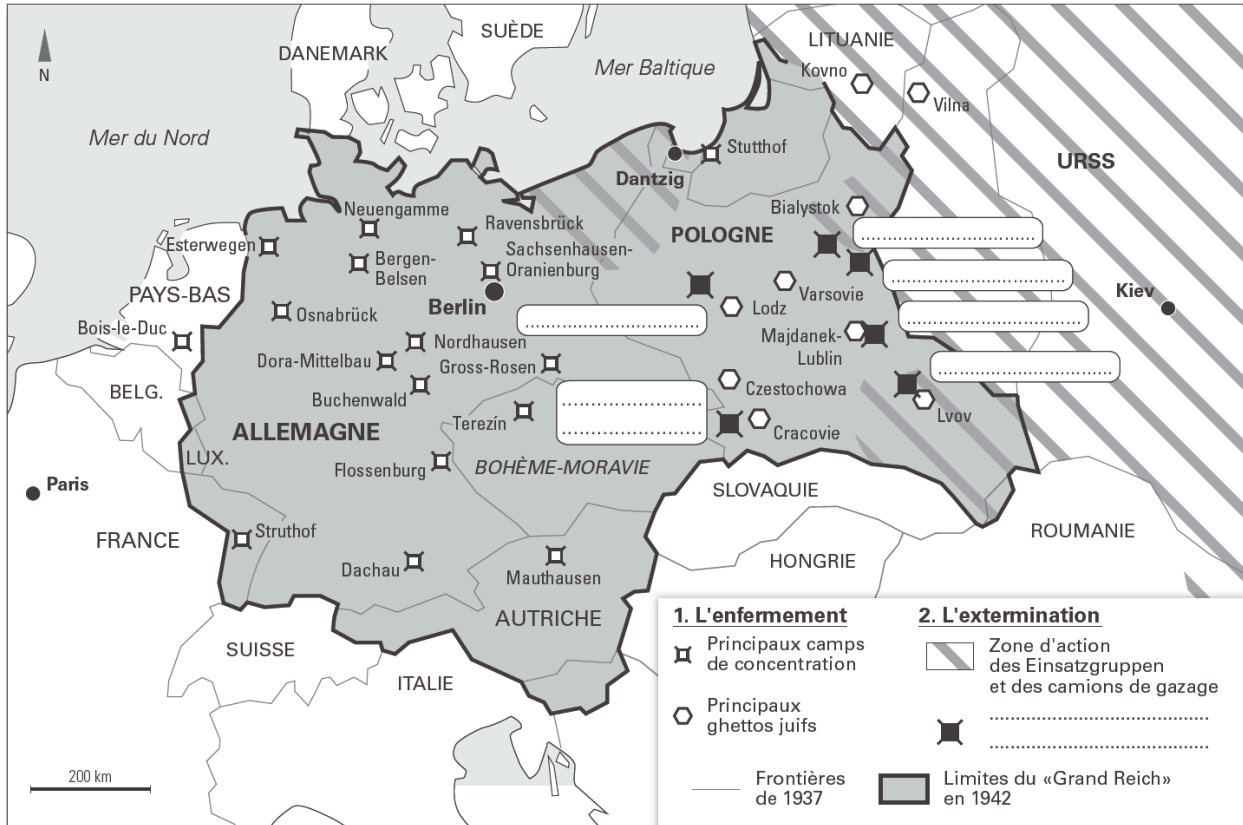 SUÈDE
DANEMARK
LITUANIE
N
Mer Baltique
Kovno
Vilna
Mer du Nord
URSS
Stutthof
Dantzig
Bialystok
Neuengamme
Ravensbrück
POLOGNE
Esterwegen
Sachsenhausen-
Oranienburg
Bergen-
Belsen
PAYS-BAS
Berlin
Varsovie
Kiev
Osnabrück
Lodz
Bois-le-Duc
Nordhausen
Majdanek-
Lublin
Dora-Mittelbau
Gross-Rosen
BELG.
Buchenwald
Czestochowa
Terezín
Lvov
ALLEMAGNE
Cracovie
LUX.
Flossenburg
BOHÈME-MORAVIE
Paris
SLOVAQUIE
FRANCE
Struthof
ROUMANIE
HONGRIE
Dachau
Mauthausen
AUTRICHE
SUISSE
ITALIE
200 km
1. L'enfermement
Principaux camps
de concentration
Principaux
ghettos juifs
Frontières
de 1937
2. L'extermination
Zone d'action
des Einsatzgruppen
et des camions de gazage
Limites du «Grand Reich»
en 1942